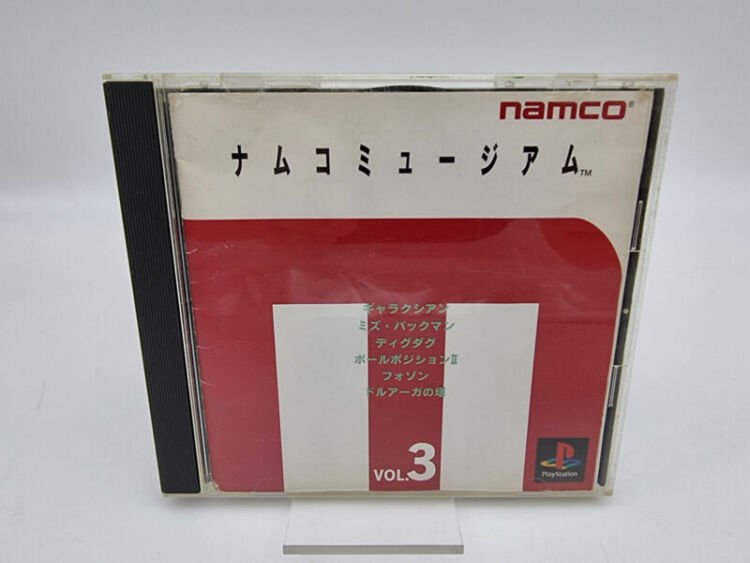 namco®
ナムコミュージアム™
ギャラクシアン
ミズ・パックマン
ディグダグ
ポールポジションⅡ
フォゾン
ドルアーガの塔
VOL.3
PlayStation